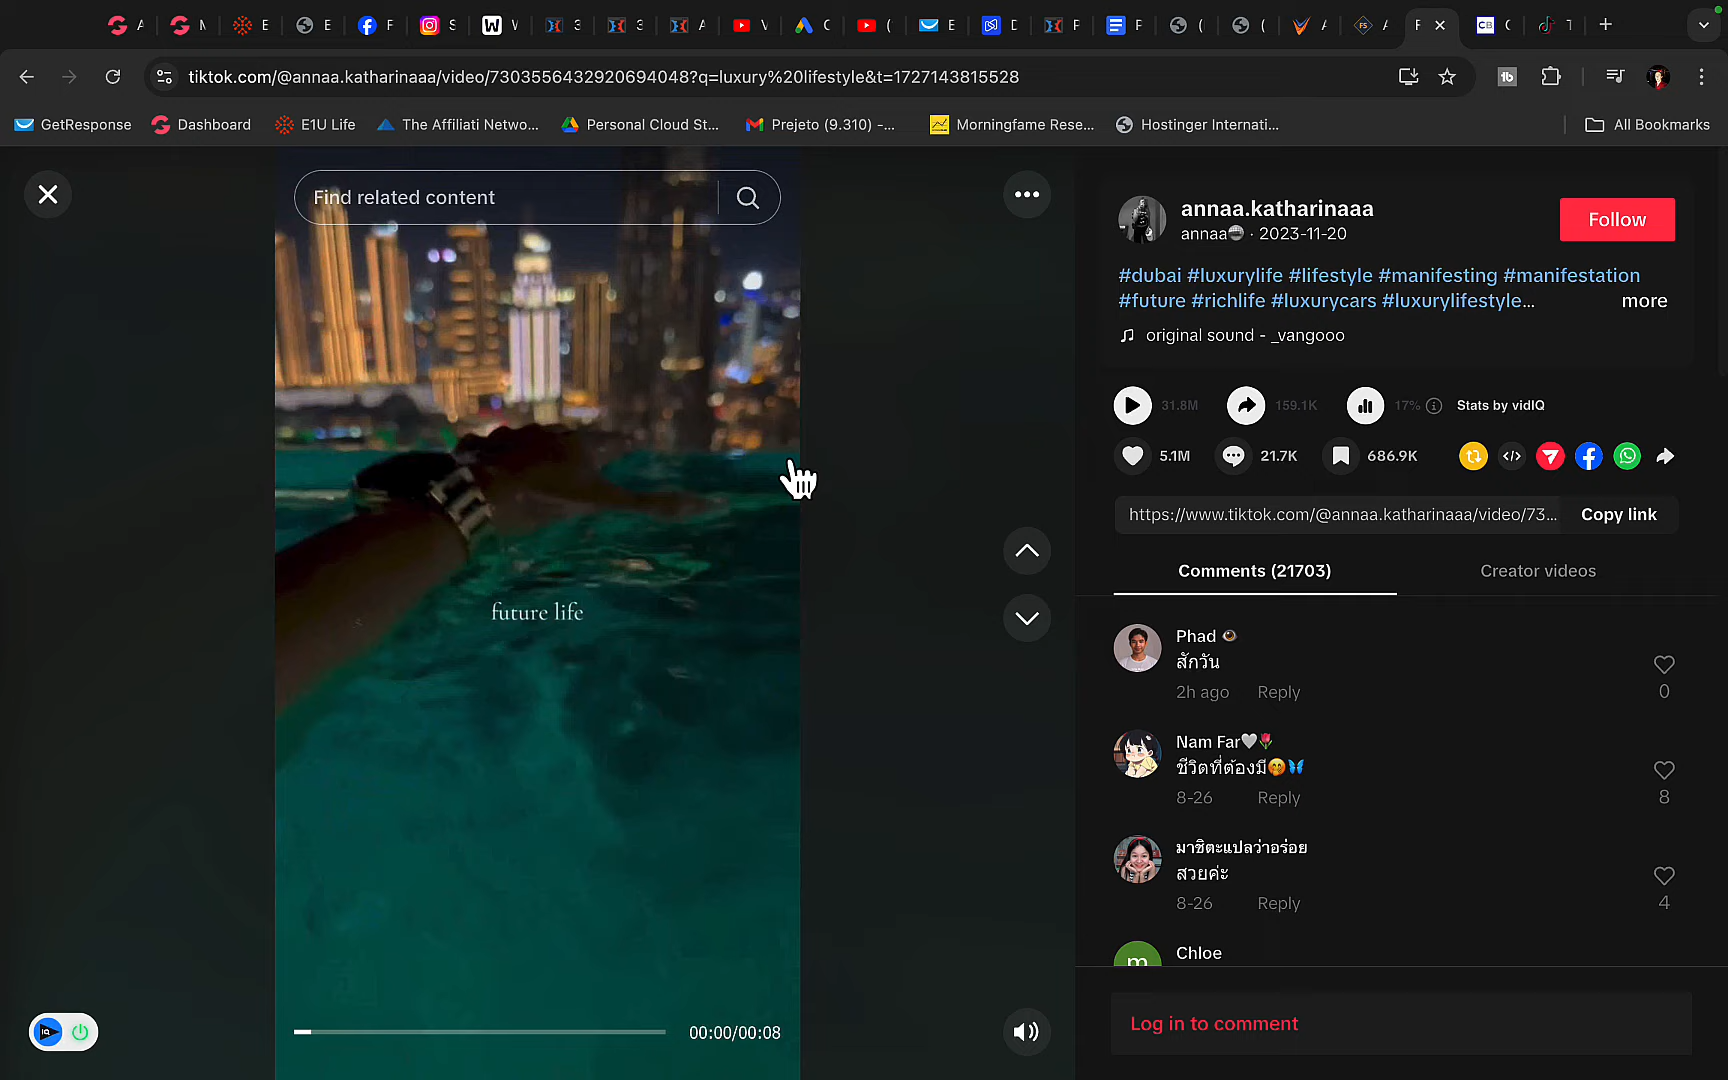 tiktok.com/@annaa.katharinaaa/video/7303556432920694048?q=luxury%20lifestyle&t=1727143815528
GetResponse
Dashboard
E1U Life
The Affiliati Netwo...
Personal Cloud St...
Prejeto (9.310) -...
Morningfame Rese...
Hostinger Internati...
All Bookmarks
Find related content
future life
00:00/00:08
annaa.katharinaaa
annaa · 2023-11-20
Follow
#dubai #luxurylife #lifestyle #manifesting #manifestation
#future #richlife #luxurycars #luxurylifestyle...
more
original sound - _vangooo
31.8M
159.1K
17%
Stats by vidIQ
5.1M
21.7K
686.9K
https://www.tiktok.com/@annaa.katharinaaa/video/73...
Copy link
Comments (21703)
Creator videos
Phad
สักวัน
2h ago Reply
0
Nam Far
ชีวิตที่ต้องมี
8-26 Reply
8
มาชิตะแปลว่าอร่อย
สวยค่ะ
8-26 Reply
4
Chloe
Log in to comment